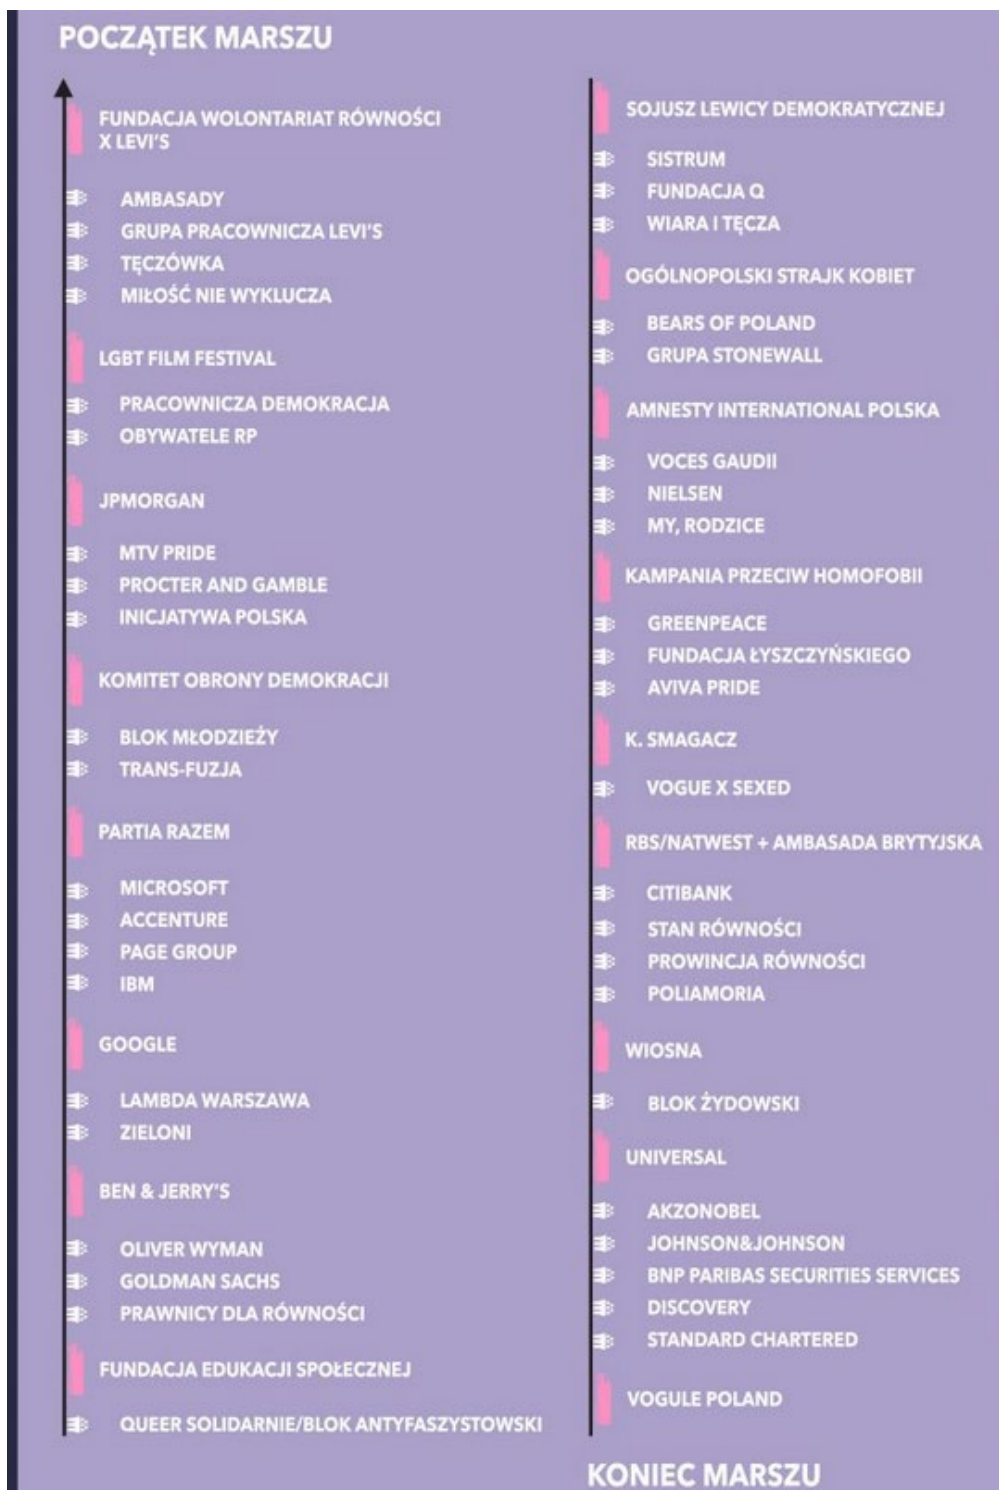 POCZĄTEK MARSZU
FUNDACJA WOLONTARIAT RÓWNOŚCI
X LEVI'S
AMBASADY
GRUPA PRACOWNICZA LEVI'S
TĘCZÓWKA
MIŁOŚĆ NIE WYKLUCZA
LGBT FILM FESTIVAL
PRACOWNICZA DEMOKRACJA
OBYWATELE RP
JPMORGAN
MTV PRIDE
PROCTER AND GAMBLE
INICJATYWA POLSKA
KOMITET OBRONY DEMOKRACJI
BLOK MŁODZIEŻY
TRANS-FUZJA
PARTIA RAZEM
MICROSOFT
ACCENTURE
PAGE GROUP
IBM
GOOGLE
LAMBDA WARSZAWA
ZIELONI
BEN & JERRY'S
OLIVER WYMAN
GOLDMAN SACHS
PRAWNICY DLA RÓWNOŚCI
FUNDACJA EDUKACJI SPOŁECZNEJ
QUEER SOLIDARNIE/BLOK ANTYFASZYSTOWSKI
SOJUSZ LEWICY DEMOKRATYCZNEJ
SISTRUM
FUNDACJA Q
WIARA I TĘCZA
OGÓLNOPOLSKI STRAJK KOBIET
BEARS OF POLAND
GRUPA STONEWALL
AMNESTY INTERNATIONAL POLSKA
VOCES GAUDII
NIELSEN
MY, RODZICE
KAMPANIA PRZECIW HOMOFOBII
GREENPEACE
FUNDACJA ŁYSZCZYŃSKIEGO
AVIVA PRIDE
K. SMAGACZ
VOGUE X SEXED
RBS/NATWEST + AMBASADA BRYTYJSKA
CITIBANK
STAN RÓWNOŚCI
PROWINCJA RÓWNOŚCI
POLIAMORIA
WIOSNA
BLOK ŻYDOWSKI
UNIVERSAL
AKZONOBEL
JOHNSON&JOHNSON
BNP PARIBAS SECURITIES SERVICES
DISCOVERY
STANDARD CHARTERED
VOGULE POLAND
KONIEC MARSZU